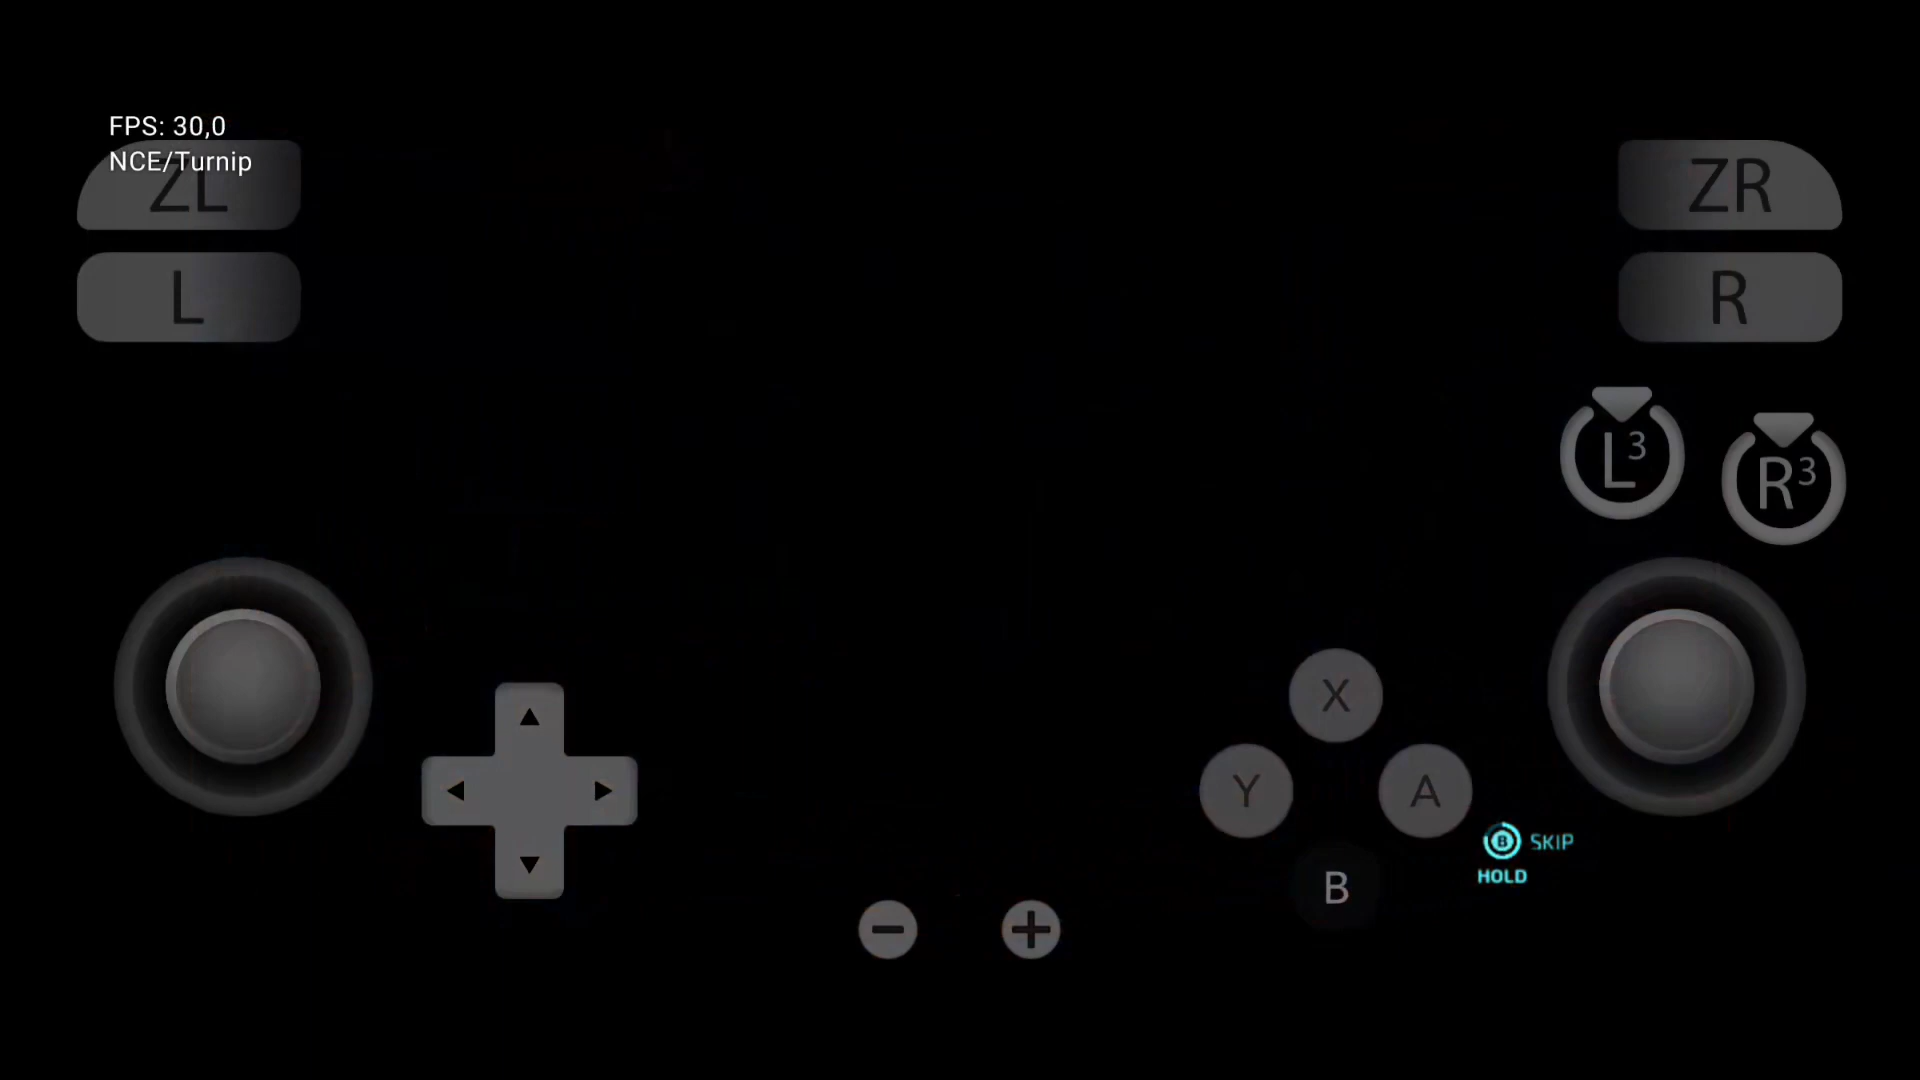 FPS: 30,0
NCE/Turnip
ZL
ZR
L
R
L3
R3
X
Y
A
B SKIP
HOLD
B